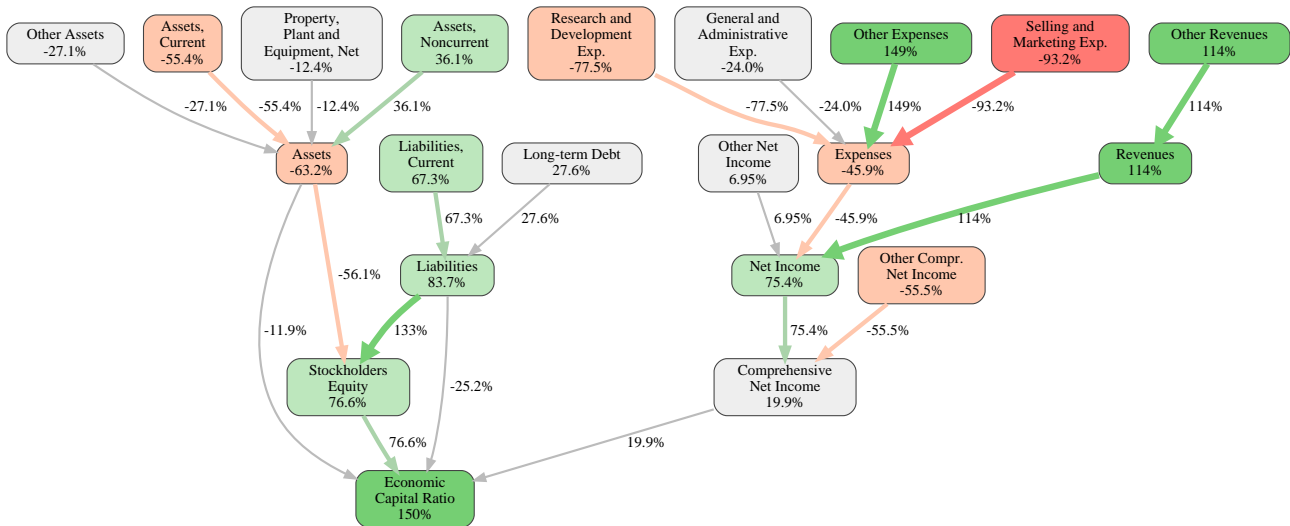 Other Assets
-27.1%
Assets,
Current
-55.4%
Property,
Plant and
Equipment, Net
-12.4%
Assets,
Noncurrent
36.1%
Research and
Development
Exp.
-77.5%
General and
Administrative
Exp.
-24.0%
Other Expenses
149%
Selling and
Marketing Exp.
-93.2%
Other Revenues
114%
-27.1%
-55.4%
-12.4%
36.1%
-77.5%
-24.0%
149%
-93.2%
114%
Assets
-63.2%
Liabilities,
Current
67.3%
Long-term Debt
27.6%
Other Net
Income
6.95%
Expenses
-45.9%
Revenues
114%
67.3%
27.6%
6.95%
-45.9%
114%
Liabilities
83.7%
Net Income
75.4%
Other Compr.
Net Income
-55.5%
-56.1%
-11.9%
133%
75.4%
-55.5%
Stockholders
Equity
76.6%
-25.2%
Comprehensive
Net Income
19.9%
76.6%
19.9%
Economic
Capital Ratio
150%